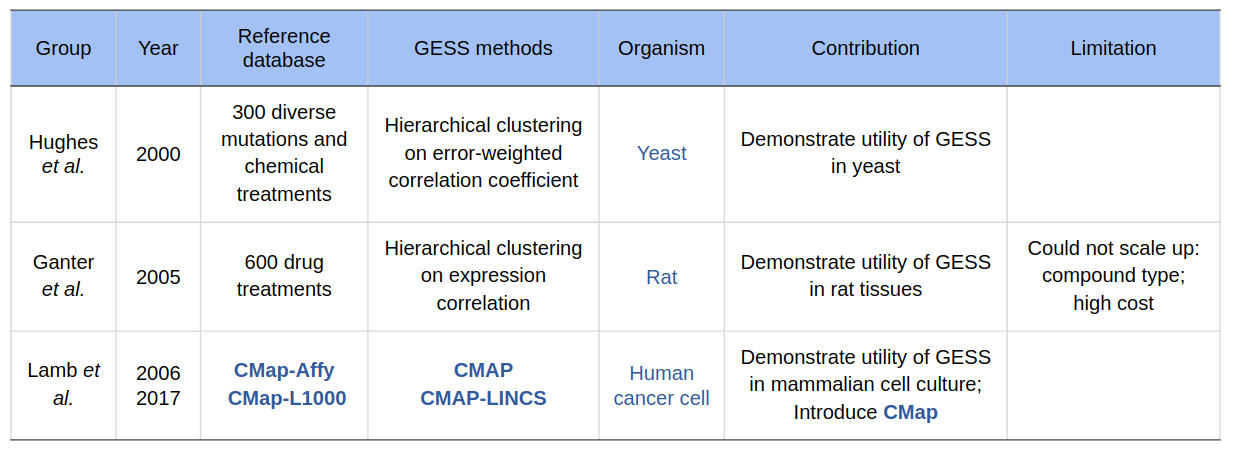 Group
Year
Reference
database
GESS methods
Organism
Contribution
Limitation
Hughes
et al.
2000
300 diverse
mutations and
chemical
treatments
Hierarchical clustering
on error-weighted
correlation coefficient
Yeast
Demonstrate utility of GESS
in yeast
Ganter
et al.
2005
600 drug
treatments
Hierarchical clustering
on expression
correlation
Rat
Demonstrate utility of GESS
in rat tissues
Could not scale up:
compound type;
high cost
Lamb et
al.
2006
2017
CMap-Affy
CMap-L1000
CMAP
CMAP-LINCS
Human
cancer cell
Demonstrate utility of GESS
in mammalian cell culture;
Introduce CMap